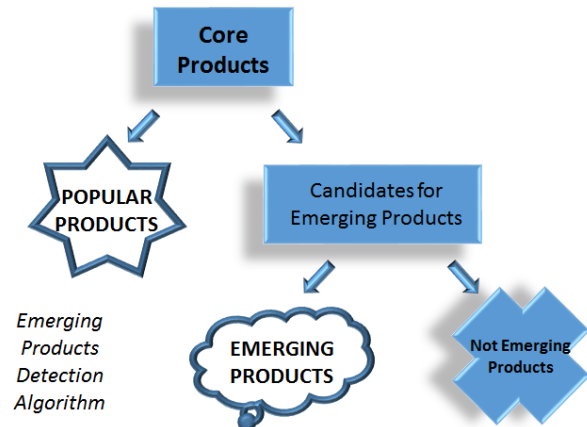 Core
Products
POPULAR
PRODUCTS
Candidates for
Emerging Products
Emerging
Products
Detection
Algorithm
EMERGING
PRODUCTS
Not Emerging
Products